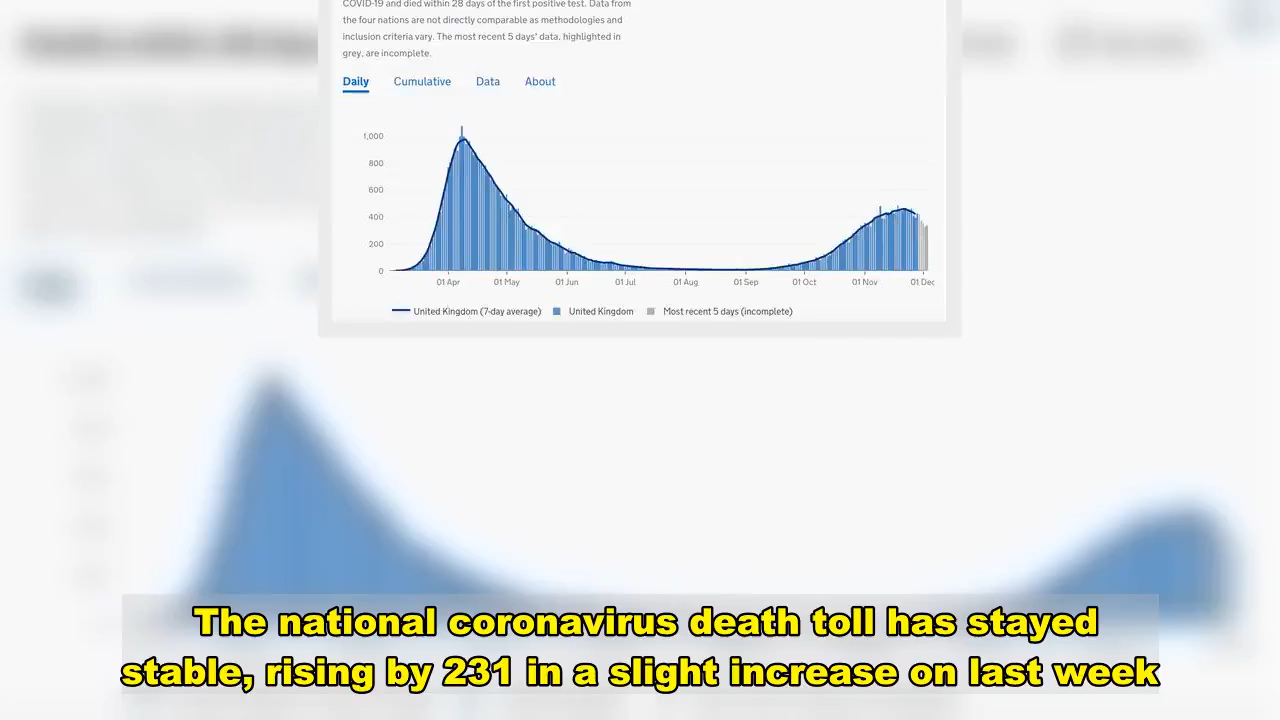 COVID-19 and died within 28 days of the first positive test. Data from
the four nations are not directly comparable as methodologies and
inclusion criteria vary. The most recent 5 days' data, highlighted in
grey, are incomplete.
Daily Cumulative Data About
1,000
800
600
400
200
0
01 Apr 01 May 01 Jun 01 Jul 01 Aug 01 Sep 01 Oct 01 Nov 01 Dec
United Kingdom (7-day average) United Kingdom Most recent 5 days (incomplete)
The national coronavirus death toll has stayed
stable, rising by 231 in a slight increase on last week